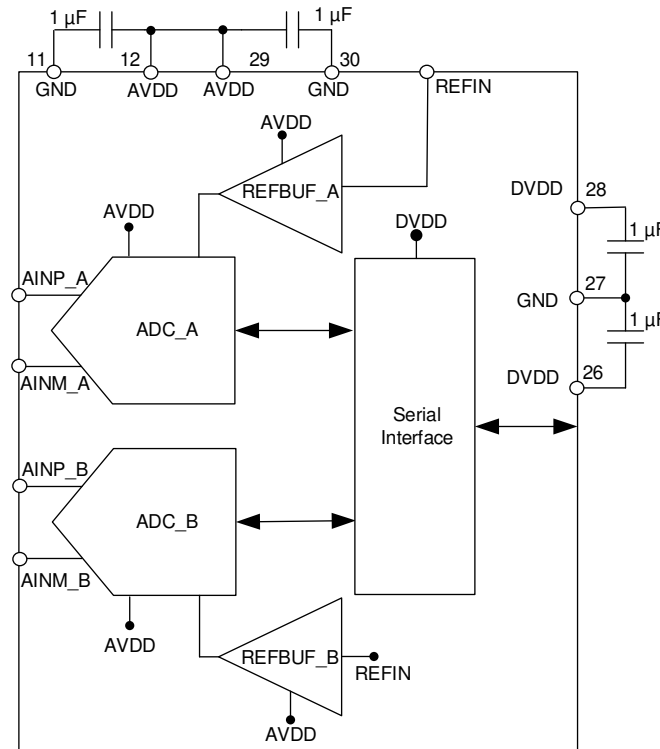 1 µF
1 µF
11
12
29
30
GND
AVDD
AVDD
GND
REFIN
AVDD
REFBUF_A
DVDD
28
AVDD
DVDD
1 µF
AINP_A
27
ADC_A
GND
1 µF
AINM_A
DVDD
26
Serial
Interface
AINP_B
ADC_B
AINM_B
AVDD
REFBUF_B
REFIN
AVDD